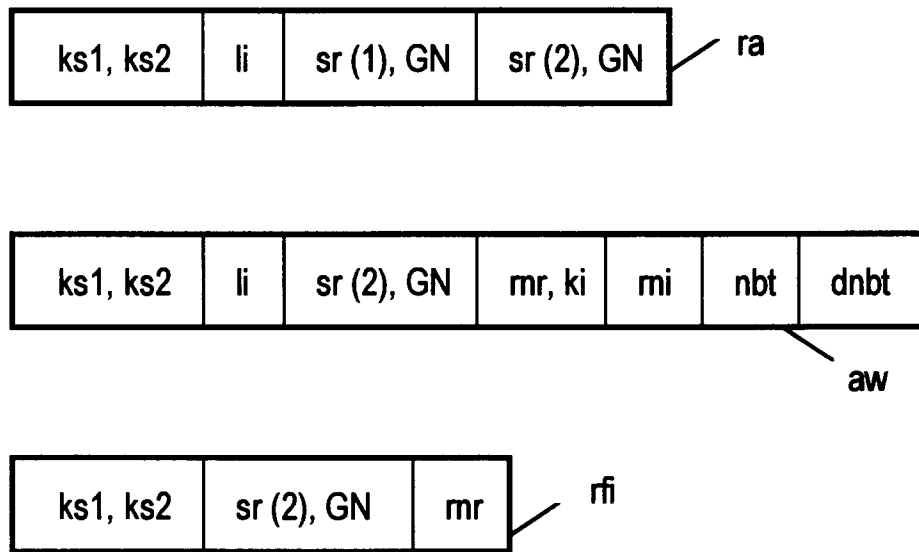 ks1, ks2 li sr (1), GN sr (2), GN ra
ks1, ks2 li sr (2), GN mr, ki mi nbt dnbt
aw
ks1, ks2 sr (2), GN mr rfi